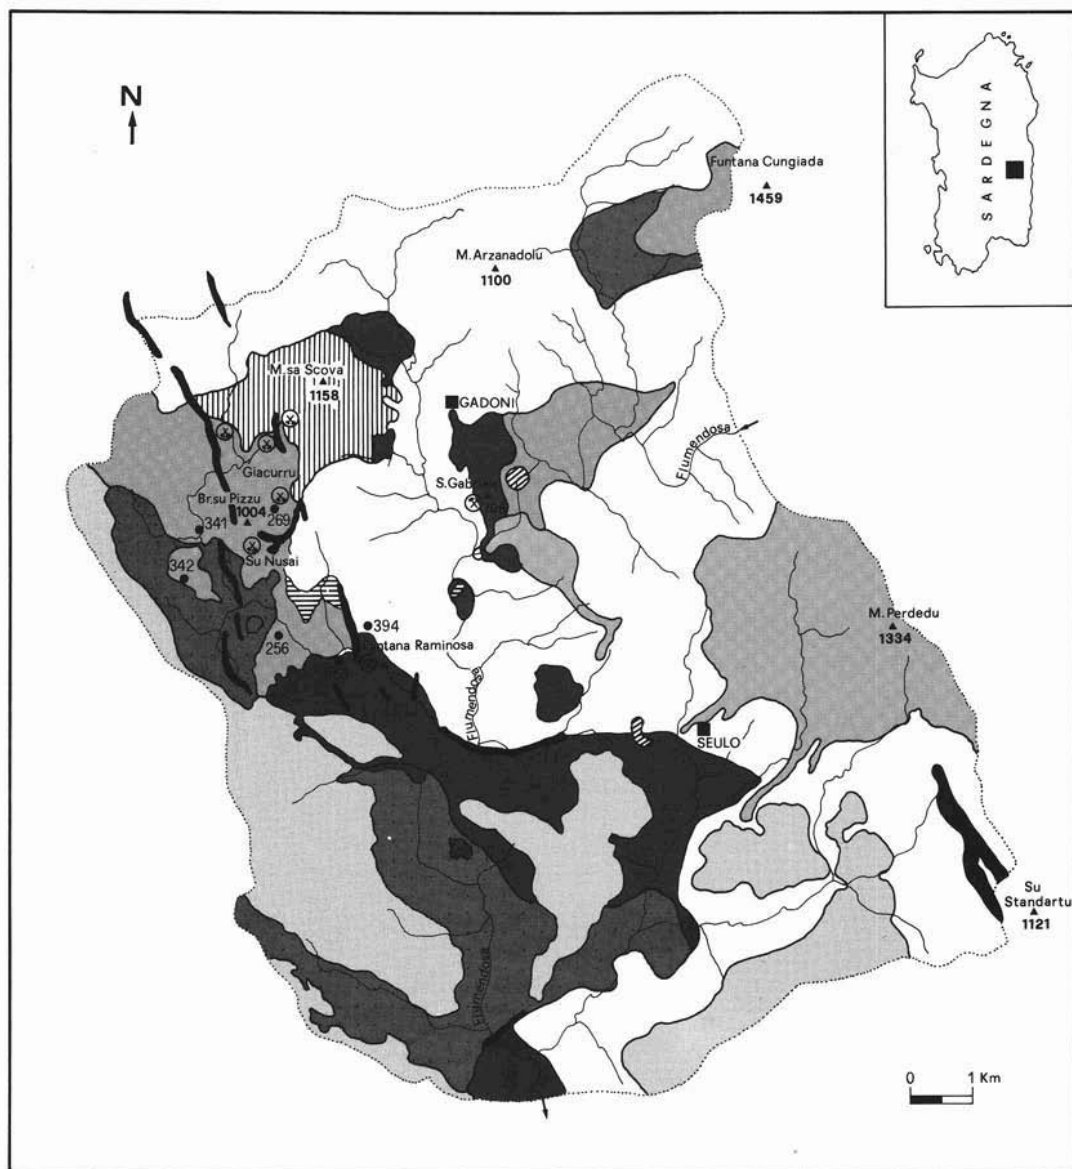 N
SARDEGNA
Funtana Cungiada
1459
M. Arzanadolu
1100
M.sa Scova
1158
GADONI
Flumendosa
Giacurru
S.Gabriele
Br.su Pizzu
1004
269
341
Su Nusai
342
394
256
Funtana Raminosa
M. Perdedu
1334
Flumendosa
SEULO
Su
Standartu
1121
Flumendosa
0 1 Km